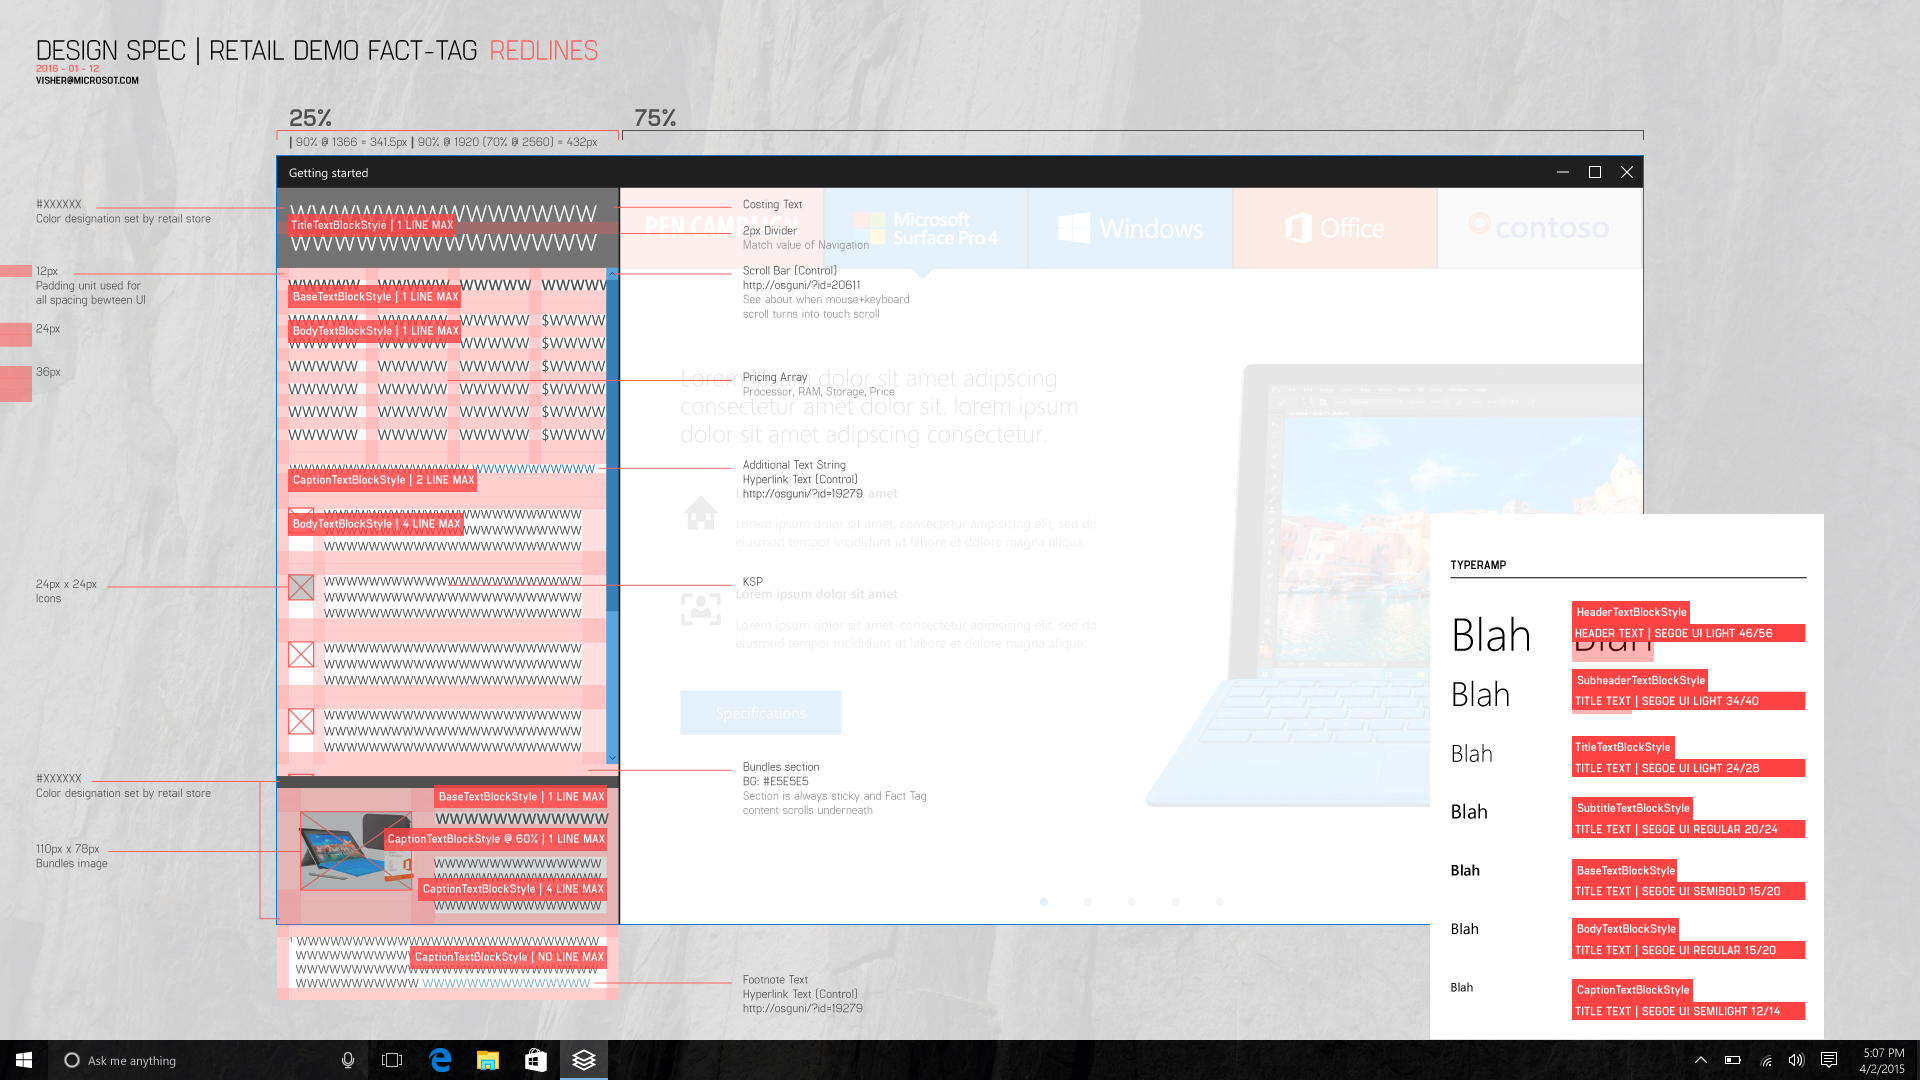 DESIGN SPEC | RETAIL DEMO FACT-TAG REDLINES
2016 - 01 - 12
VISHER@MICROSOT.COM
25%
75%
| 90% @ 1366 = 341.5px | 90% @ 1920 (70% @ 2560) = 432px
Getting started
#XXXXXX
Color designation set by retail store
12px
Padding unit used for
all spacing bewteen UI
24px
36px
24px x 24px
Icons
#XXXXXX
Color designation set by retail store
110px x 78px
Bundles image
WWWWWWWWWWWWWWWW
TitleTextBlockStyle | 1 LINE MAX
WWWWWWWWWWWWWWWW
WWWWW WWWWW WWWWW WWWWW
BaseTextBlockStyle | 1 LINE MAX
WWWWW WWWWW WWWWW $WWWW
BodyTextBlockStyle | 1 LINE MAX
WWWWW WWWWW WWWWW $WWWW
WWWWW WWWWW WWWWW $WWWW
WWWWW WWWWW WWWWW $WWWW
WWWWW WWWWW WWWWW $WWWW
WWWWW WWWWW WWWWW $WWWW
CaptionTextBlockStyle | 2 LINE MAX
BodyTextBlockStyle | 4 LINE MAX
BaseTextBlockStyle | 1 LINE MAX
CaptionTextBlockStyle @ 60% | 1 LINE MAX
CaptionTextBlockStyle | 4 LINE MAX
CaptionTextBlockStyle | NO LINE MAX
PEN CAMPAIGN
Microsoft
Surface Pro 4
Windows
Office
contoso
Costing Text
2px Divider
Match value of Navigation
Scroll Bar (Control)
http://osguni/?id=20611
See about when mouse+keyboard
scroll turns into touch scroll
Pricing Array
Processor, RAM, Storage, Price
Lorem ipsum dolor sit amet adipscing
consectetur amet dolor sit. lorem ipsum
dolor sit amet adipscing consectetur.
Additional Text String
Hyperlink Text (Control)
http://osguni/?id=19279
Lorem ipsum dolor sit amet
Lorem ipsum dolor sit amet, consectetur adipisicing elit, sed do
eiusmod tempor incididunt ut labore et dolore magna aliqua.
KSP
Lorem ipsum dolor sit amet
Lorem ipsum dolor sit amet, consectetur adipisicing elit, sed do
eiusmod tempor incididunt ut labore et dolore magna aliqua.
Specifications
Bundles section
BG: #E5E5E5
Section is always sticky and Fact Tag
content scrolls underneath
Footnote Text
Hyperlink Text (Control)
http://osguni/?id=19279
TYPERAMP
Blah
HeaderTextBlockStyle
HEADER TEXT | SEGOE UI LIGHT 46/56
Blah
Blah
SubheaderTextBlockStyle
TITLE TEXT | SEGOE UI LIGHT 34/40
Blah
TitleTextBlockStyle
TITLE TEXT | SEGOE UI LIGHT 24/28
Blah
SubtitleTextBlockStyle
TITLE TEXT | SEGOE UI REGULAR 20/24
Blah
BaseTextBlockStyle
TITLE TEXT | SEGOE UI SEMIBOLD 15/20
Blah
BodyTextBlockStyle
TITLE TEXT | SEGOE UI REGULAR 15/20
Blah
CaptionTextBlockStyle
TITLE TEXT | SEGOE UI SEMILIGHT 12/14
Ask me anything
5:07 PM
4/2/2015